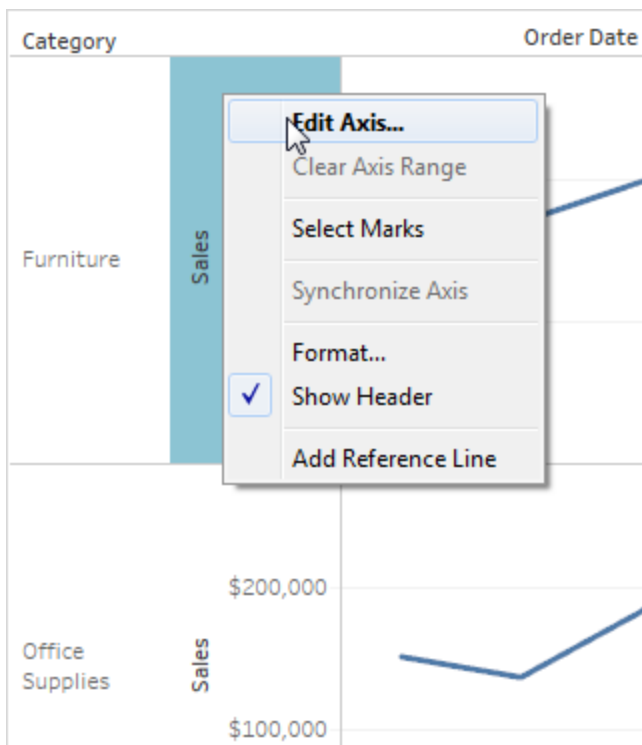 Category
Order Date
Edit Axis...
Clear Axis Range
Select Marks
Furniture
Sales
Synchronize Axis
Format...
Show Header
Add Reference Line
$200,000
Office
Supplies
Sales
$100,000